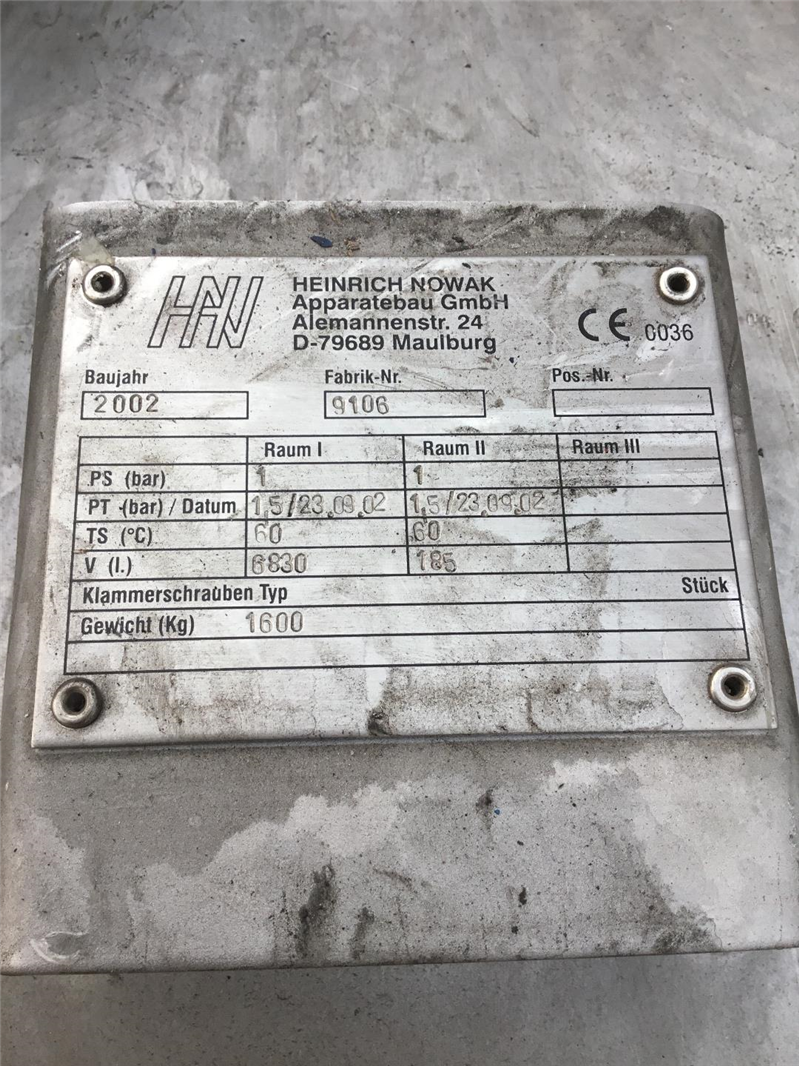 HN
HEINRICH NOWAK
Apparatebau GmbH
Alemannenstr. 24
D-79689 Maulburg
CE 0036
Baujahr Fabrik-Nr. Pos.-Nr.
2002 9106
Raum I Raum II Raum III
PS (bar) 1 1
PT (bar) / Datum 1,5/23.09.02 1,5/23.09.02
TS (°C) 60 60
V (l.) 6830 185
Klammerschrauben Typ Stück
Gewicht (Kg) 1600